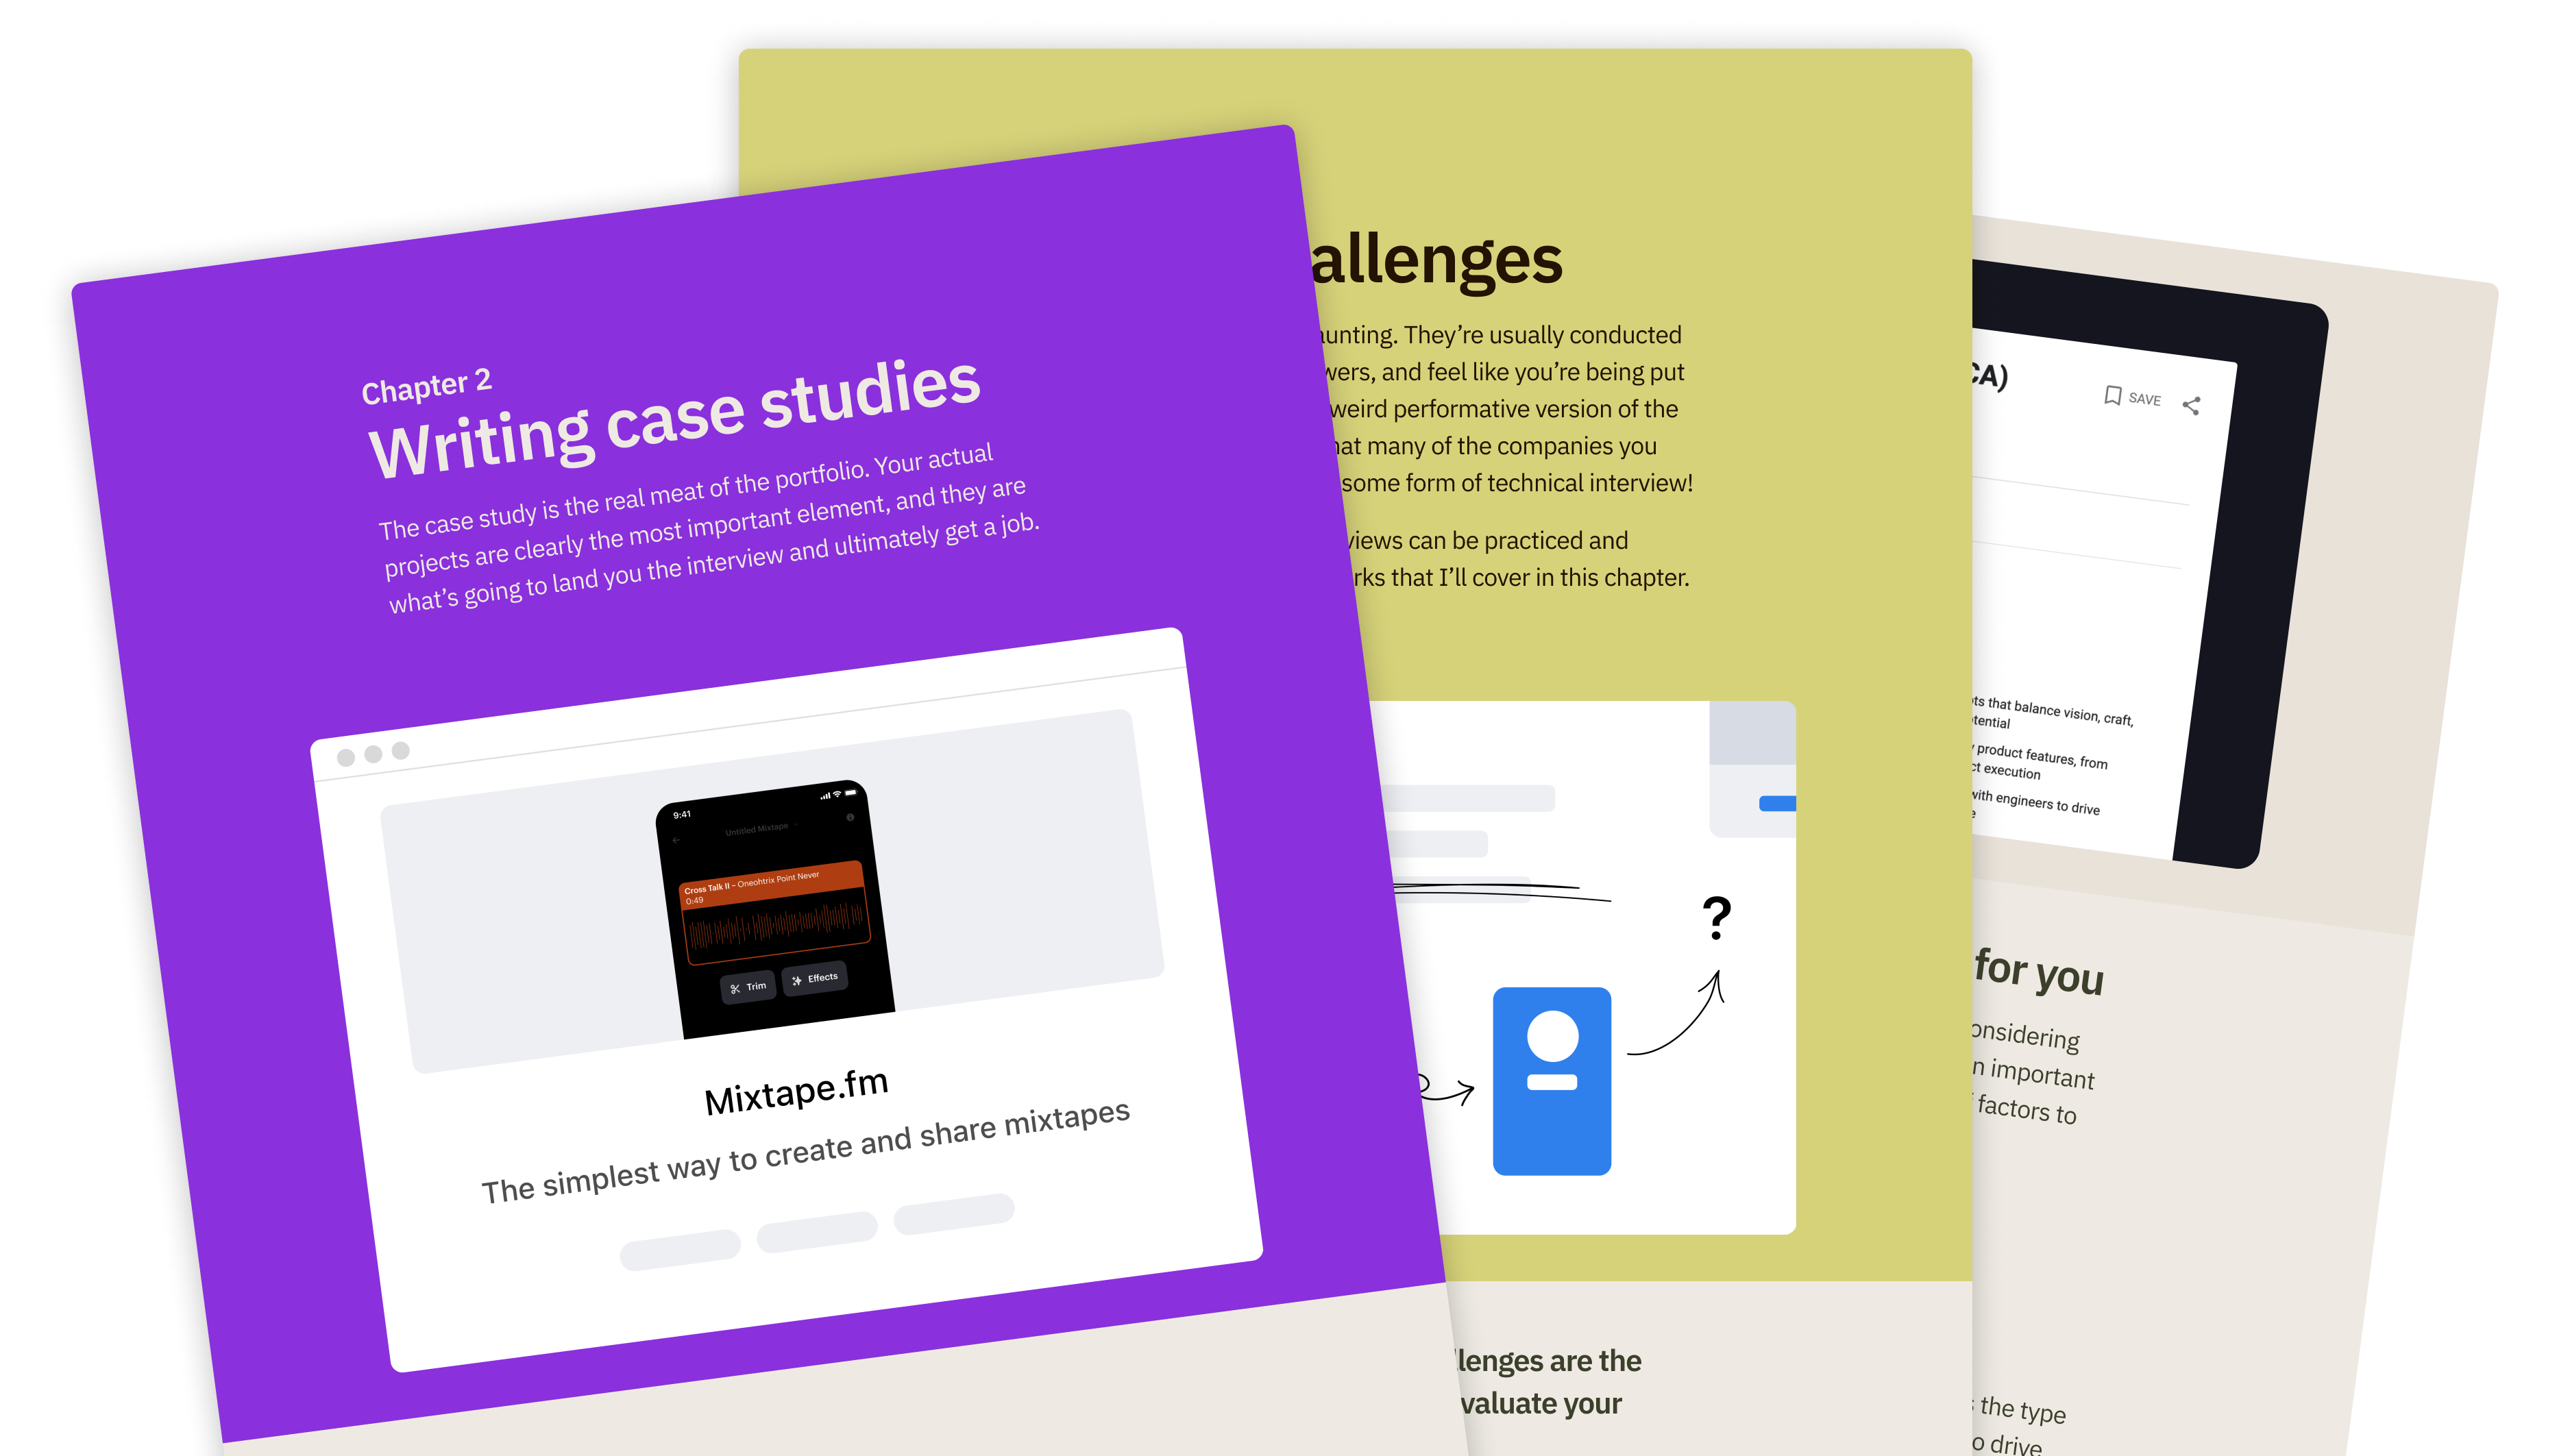 Chapter 2
Writing case studies
The case study is the real meat of the portfolio. Your actual
projects are clearly the most important element, and they are
what’s going to land you the interview and ultimately get a job.
9:41
Untitled Mixtape
Cross Talk II – Oneohtrix Point Never
0:49
Trim
Effects
Mixtape.fm
The simplest way to create and share mixtapes
allenges
aunting. They’re usually conducted
wers, and feel like you’re being put
weird performative version of the
hat many of the companies you
some form of technical interview!
views can be practiced and
rks that I’ll cover in this chapter.
?
llenges are the
valuate your
CA)
SAVE
ts that balance vision, craft,
tential
product features, from
ct execution
with engineers to drive
e
for you
onsidering
n important
factors to
the type
o drive